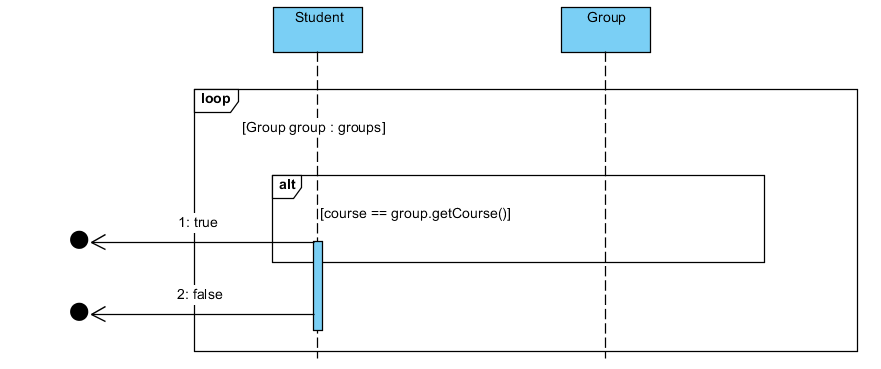 Student
Group
loop
[Group group : groups]
alt
[course == group.getCourse()]
1: true
2: false